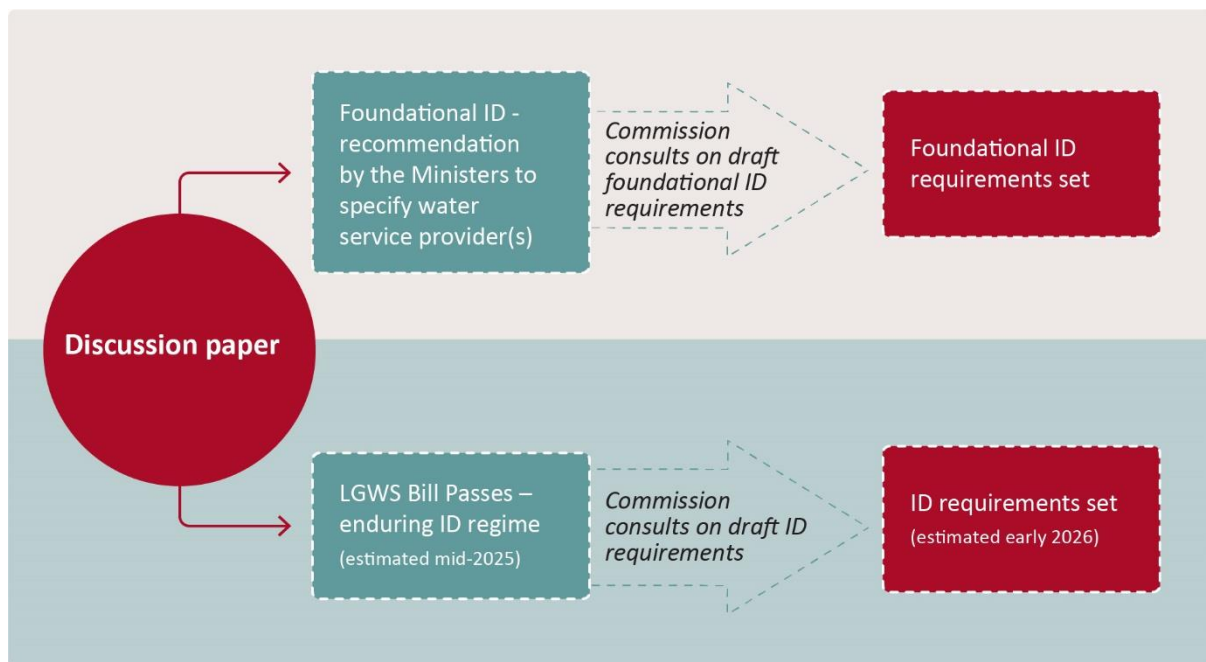 Discussion paper
Foundational ID -
recommendation
by the Ministers to
specify water
service provider(s)
Commission
consults on draft
foundational ID
requirements
Foundational ID
requirements set
LGWS Bill Passes –
enduring ID regime
(estimated mid-2025)
Commission
consults on draft ID
requirements
ID requirements set
(estimated early 2026)